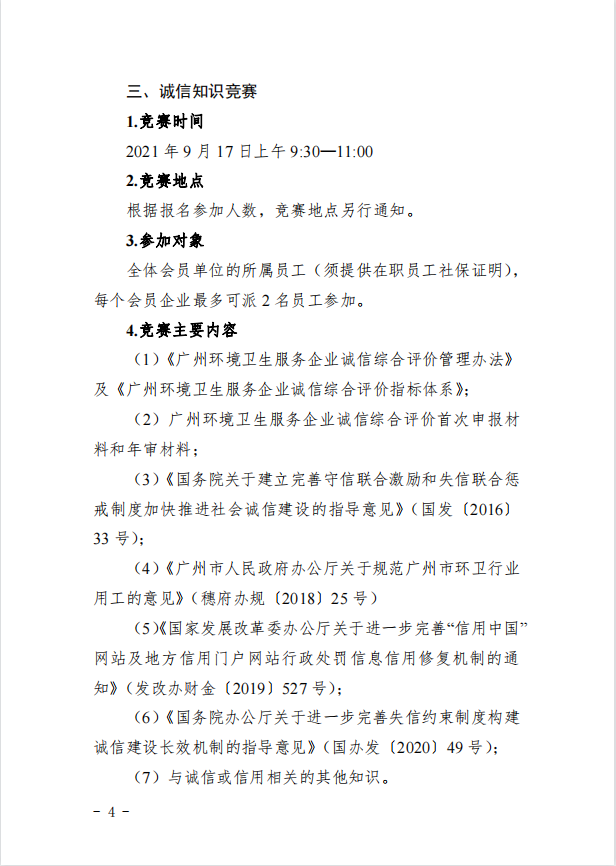 三、诚信知识竞赛
1.竞赛时间
2021 年 9 月 17 日上午 9:30—11:00
2.竞赛地点
根据报名参加人数，竞赛地点另行通知。
3.参加对象
全体会员单位的所属员工（须提供在职员工社保证明），
每个会员企业最多可派 2 名员工参加。
4.竞赛主要内容
（1）《广州环境卫生服务企业诚信综合评价管理办法》
及《广州环境卫生服务企业诚信综合评价指标体系》；
（2）广州环境卫生服务企业诚信综合评价首次申报材
料和年审材料；
（3）《国务院关于建立完善守信联合激励和失信联合惩
戒制度加快推进社会诚信建设的指导意见》（国发〔2016〕
33 号）；
（4）《广州市人民政府办公厅关于规范广州市环卫行业
用工的意见》（穗府办规〔2018〕25 号）
（5）《国家发展改革委办公厅关于进一步完善“信用中国”
网站及地方信用门户网站行政处罚信息信用修复机制的通
知》（发改办财金〔2019〕527 号）；
（6）《国务院办公厅关于进一步完善失信约束制度构建
诚信建设长效机制的指导意见》（国办发〔2020〕49 号）；
（7）与诚信或信用相关的其他知识。
- 4 -